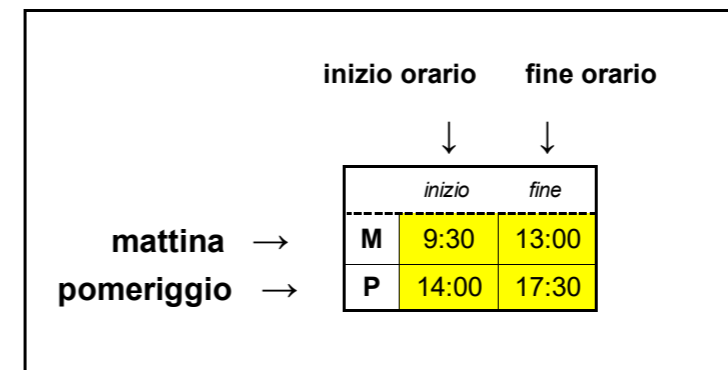 inizio orario fine orario
↓ ↓
inizio fine
mattina → M 9:30 13:00
pomeriggio → P 14:00 17:30